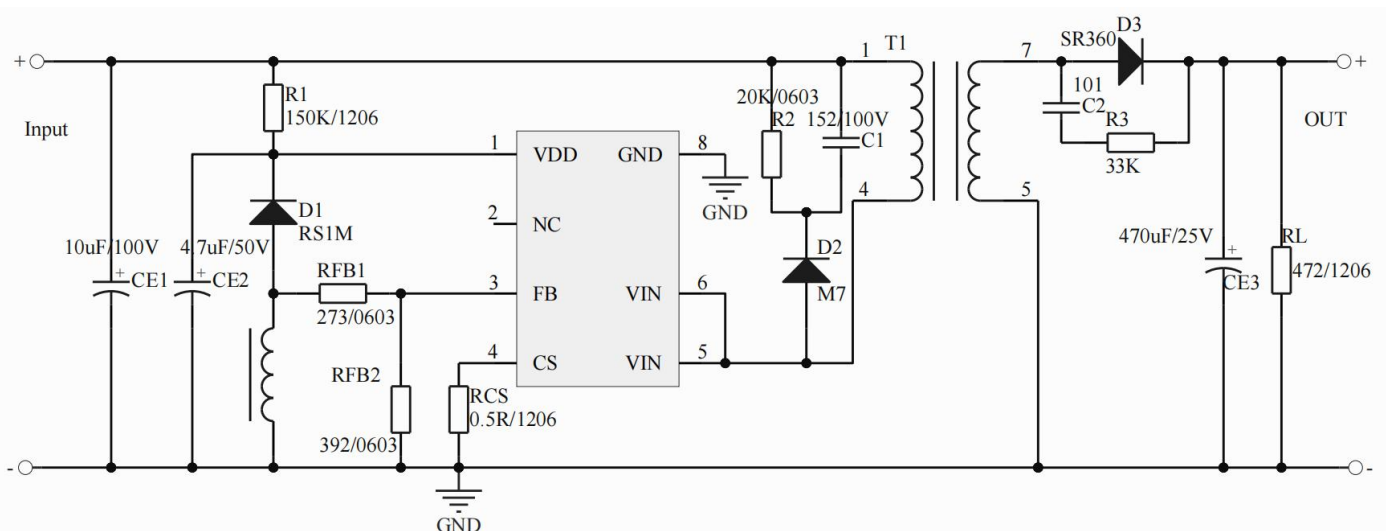 D3
SR360
T1
1
7
+
+
20K/0603
101
C2
R1
150K/1206
R2
152/100V
C1
R3
33K
Input
OUT
1
VDD
GND
8
GND
4
5
2
NC
D1
RS1M
10uF/100V
4.7uF/50V
D2
M7
470uF/25V
RL
472/1206
+
CE1
+
CE2
RFB1
273/0603
3
FB
VIN
6
+
CE3
4
CS
VIN
5
RFB2
392/0603
RCS
0.5R/1206
-
-
GND